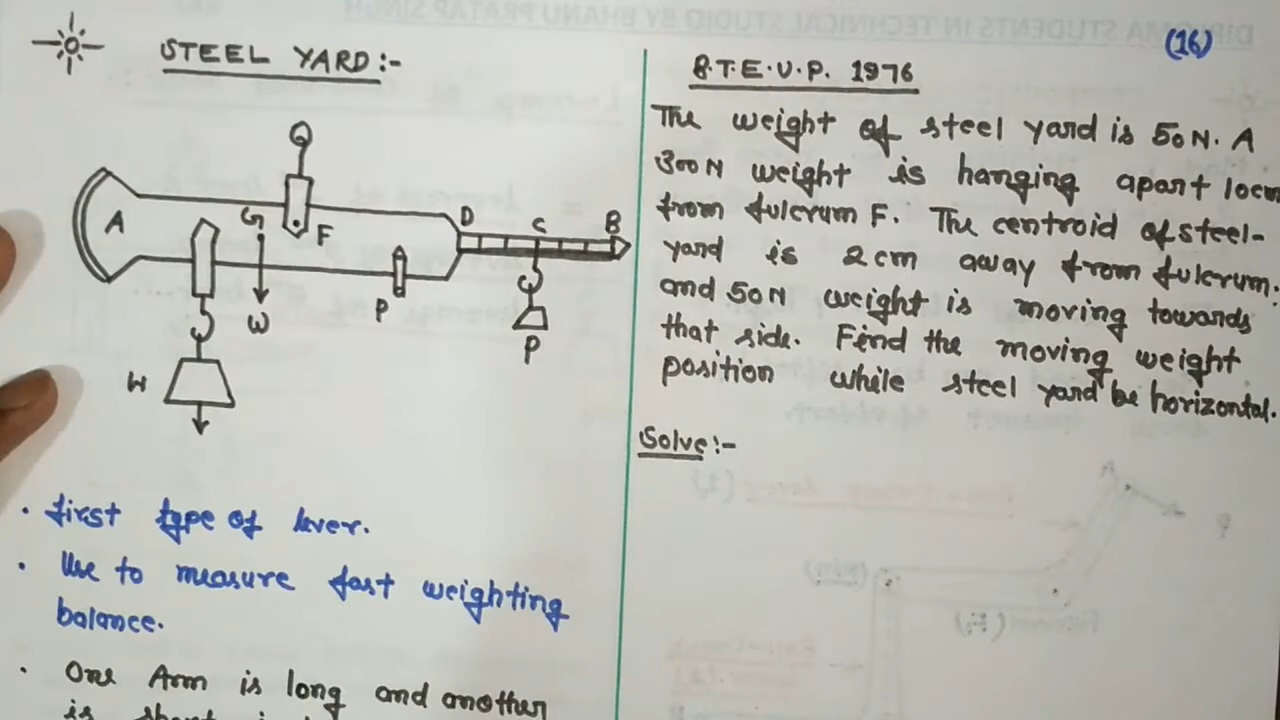 (16)
STEEL YARD:-
A
G
F
D
C
B
W
P
P
W
• first type of lever.
• Use to measure fast weighting
balance.
• One Arm is long and another
is short
B.T.E.U.P. 1976
The weight of steel yard is 50N. A
300N weight is hanging apart 10cm
from fulcrum F. The centroid of steel-
yard is 2cm away from fulcrum.
and 50N weight is moving towards
that side. Find the moving weight
position while steel yard be horizontal.
Solve:-